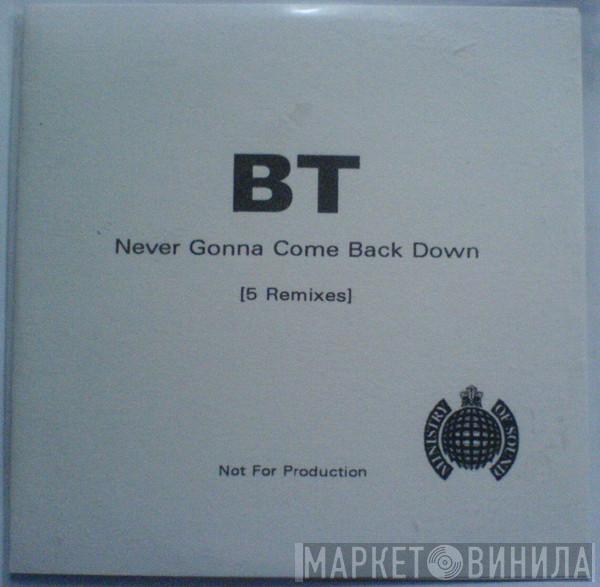 BT
Never Gonna Come Back Down
[5 Remixes]
MINISTRY OF SOUND
Not For Production
МАРКЕТ ВИНИЛА